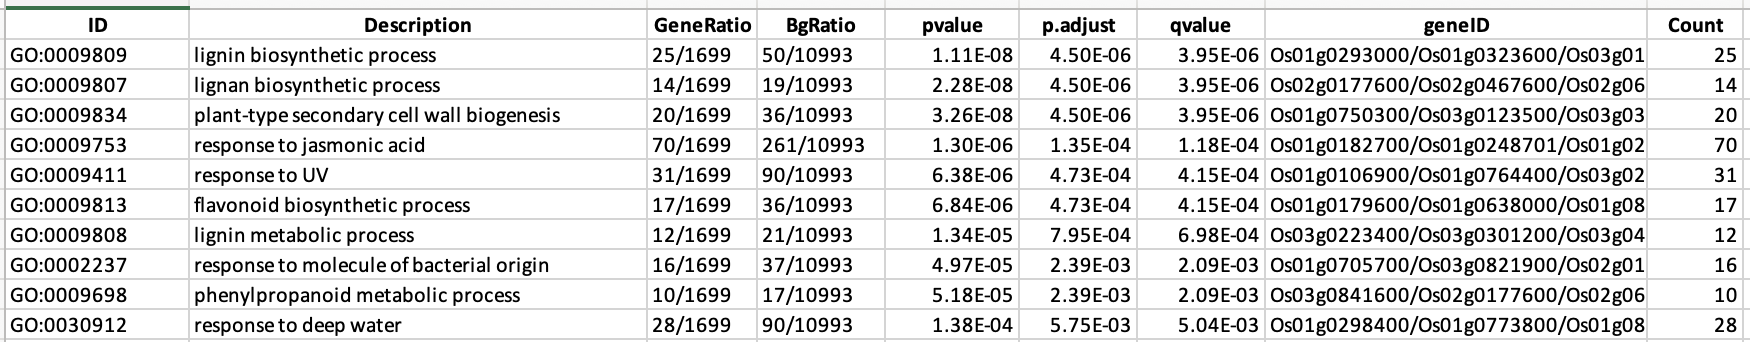 ID Description GeneRatio BgRatio pvalue p.adjust qvalue geneID Count
GO:0009809 lignin biosynthetic process 25/1699 50/10993 1.11E-08 4.50E-06 3.95E-06 Os01g0293000/Os01g0323600/Os03g01 25
GO:0009807 lignan biosynthetic process 14/1699 19/10993 2.28E-08 4.50E-06 3.95E-06 Os02g0177600/Os02g0467600/Os02g06 14
GO:0009834 plant-type secondary cell wall biogenesis 20/1699 36/10993 3.26E-08 4.50E-06 3.95E-06 Os01g0750300/Os03g0123500/Os03g03 20
GO:0009753 response to jasmonic acid 70/1699 261/10993 1.30E-06 1.35E-04 1.18E-04 Os01g0182700/Os01g0248701/Os01g02 70
GO:0009411 response to UV 31/1699 90/10993 6.38E-06 4.73E-04 4.15E-04 Os01g0106900/Os01g0764400/Os03g02 31
GO:0009813 flavonoid biosynthetic process 17/1699 36/10993 6.84E-06 4.73E-04 4.15E-04 Os01g0179600/Os01g0638000/Os01g08 17
GO:0009808 lignin metabolic process 12/1699 21/10993 1.34E-05 7.95E-04 6.98E-04 Os03g0223400/Os03g0301200/Os03g04 12
GO:0002237 response to molecule of bacterial origin 16/1699 37/10993 4.97E-05 2.39E-03 2.09E-03 Os01g0705700/Os03g0821900/Os02g01 16
GO:0009698 phenylpropanoid metabolic process 10/1699 17/10993 5.18E-05 2.39E-03 2.09E-03 Os03g0841600/Os02g0177600/Os02g06 10
GO:0030912 response to deep water 28/1699 90/10993 1.38E-04 5.75E-03 5.04E-03 Os01g0298400/Os01g0773800/Os01g08 28